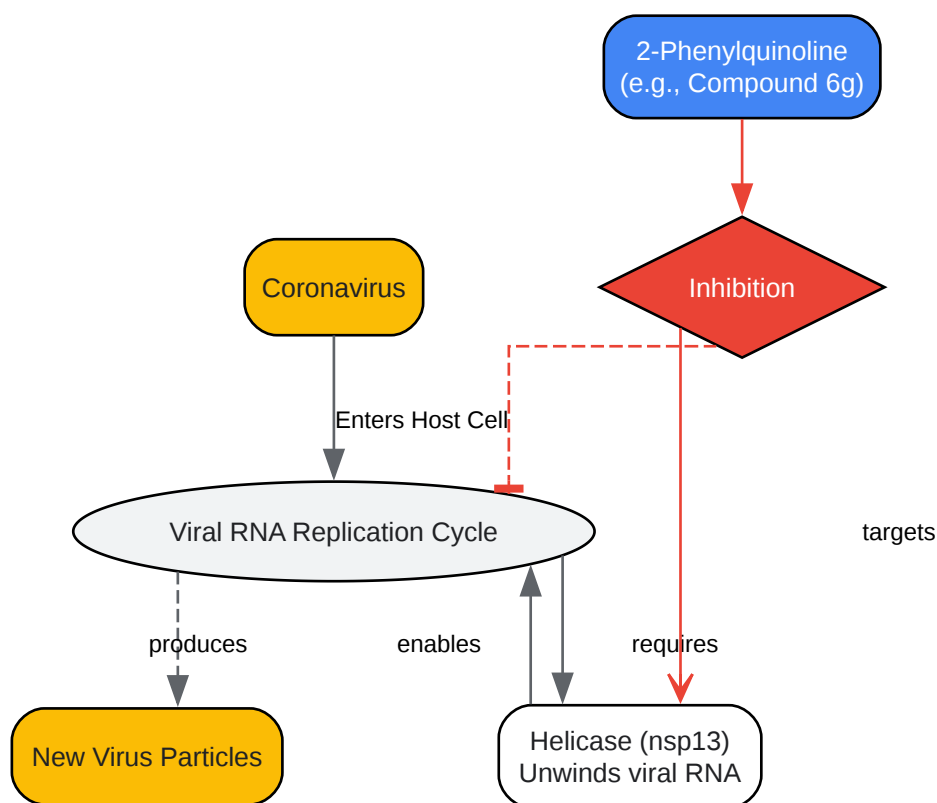 2-Phenylquinoline
(e.g., Compound 6g)
Coronavirus
Inhibition
Enters Host Cell
Viral RNA Replication Cycle
targets
produces
enables
requires
New Virus Particles
Helicase (nsp13)
Unwinds viral RNA